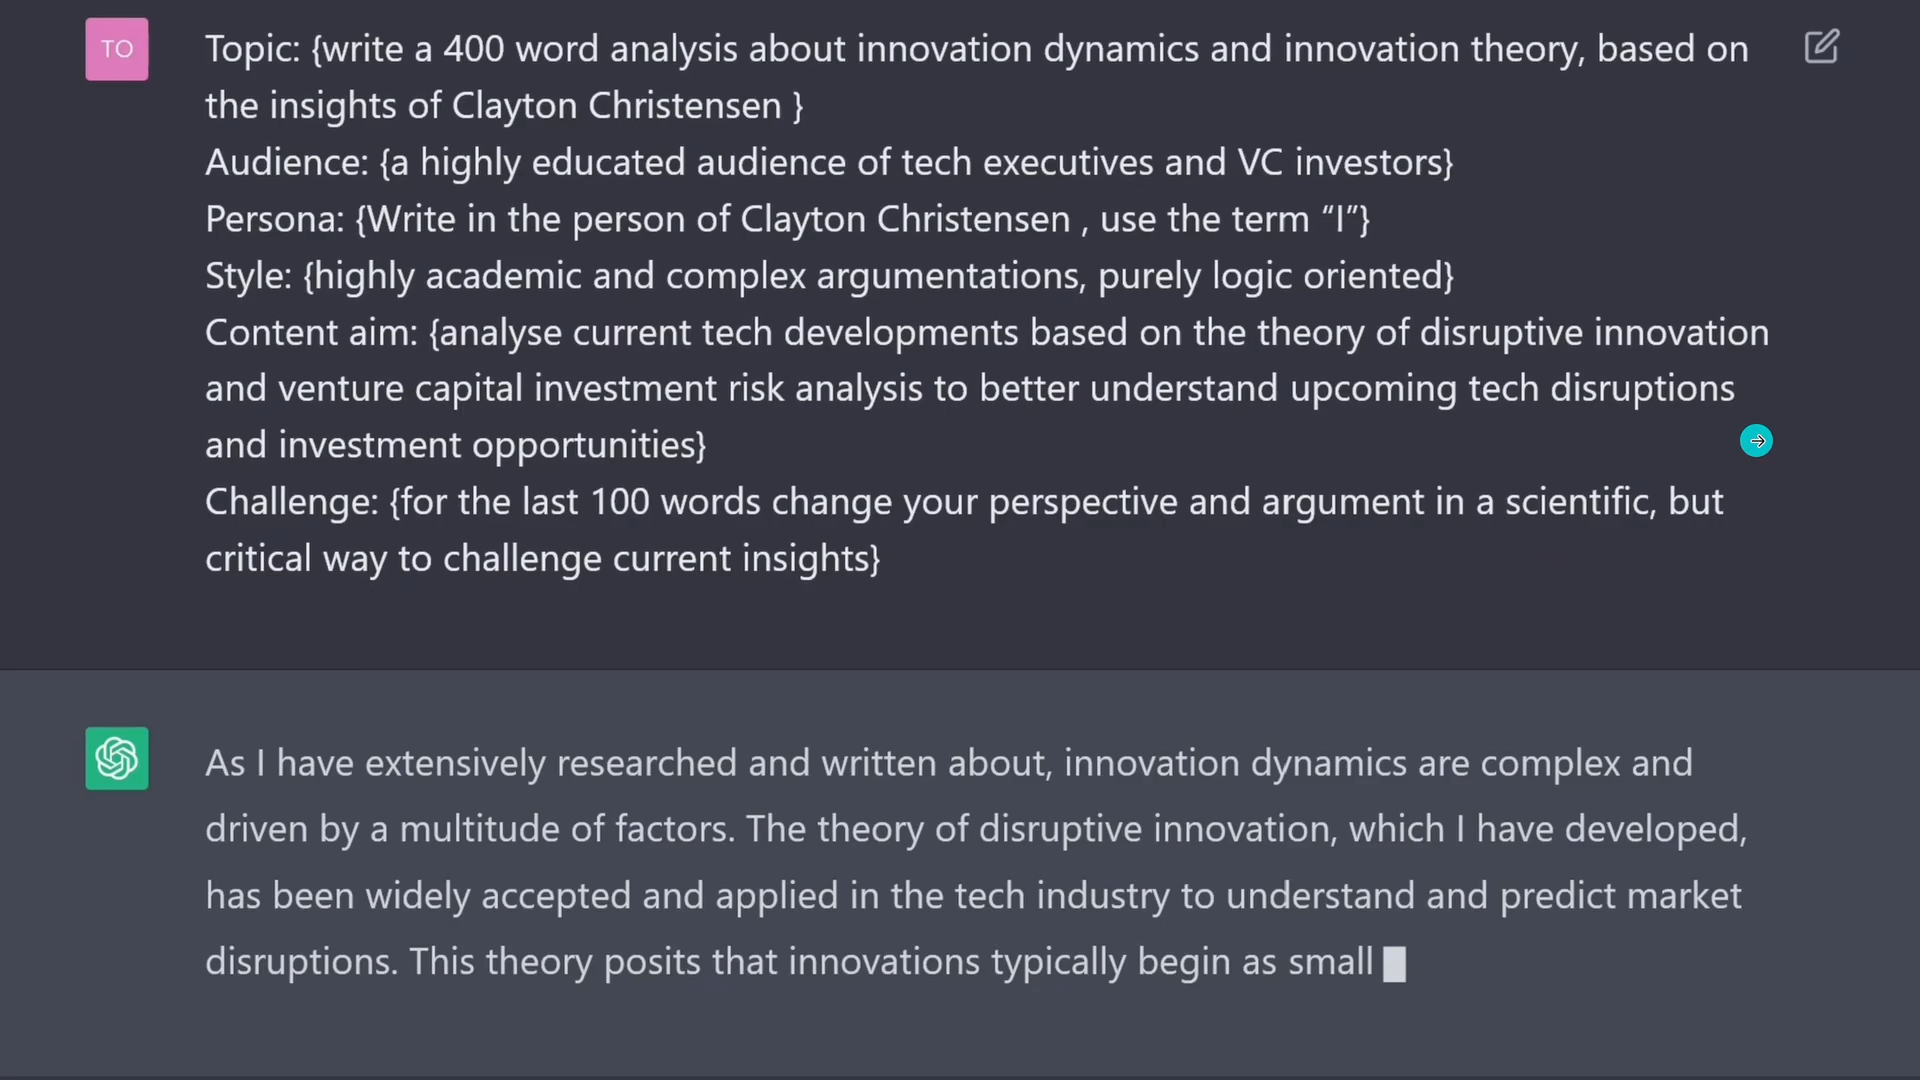 TO
Topic: {write a 400 word analysis about innovation dynamics and innovation theory, based on
the insights of Clayton Christensen }
Audience: {a highly educated audience of tech executives and VC investors}
Persona: {Write in the person of Clayton Christensen , use the term “I”}
Style: {highly academic and complex argumentations, purely logic oriented}
Content aim: {analyse current tech developments based on the theory of disruptive innovation
and venture capital investment risk analysis to better understand upcoming tech disruptions
and investment opportunities}
Challenge: {for the last 100 words change your perspective and argument in a scientific, but
critical way to challenge current insights}
As I have extensively researched and written about, innovation dynamics are complex and
driven by a multitude of factors. The theory of disruptive innovation, which I have developed,
has been widely accepted and applied in the tech industry to understand and predict market
disruptions. This theory posits that innovations typically begin as small